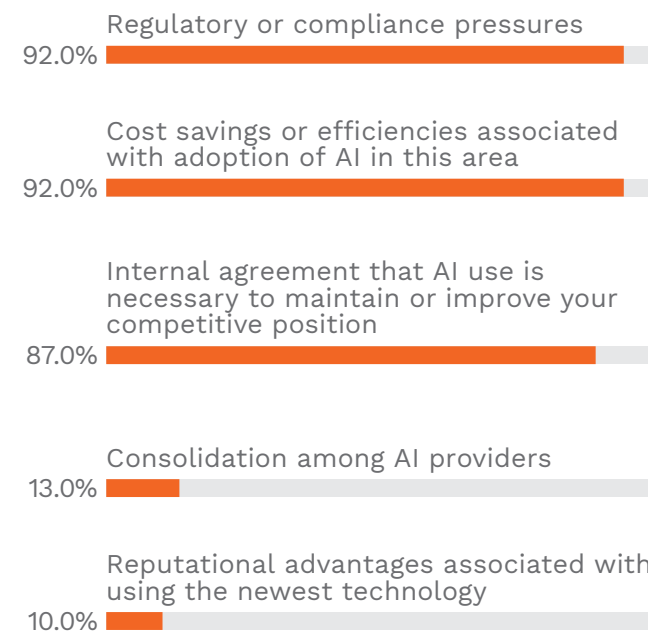 Regulatory or compliance pressures
92.0%
Cost savings or efficiencies associated
with adoption of AI in this area
92.0%
Internal agreement that AI use is
necessary to maintain or improve your
competitive position
87.0%
Consolidation among AI providers
13.0%
Reputational advantages associated with
using the newest technology
10.0%